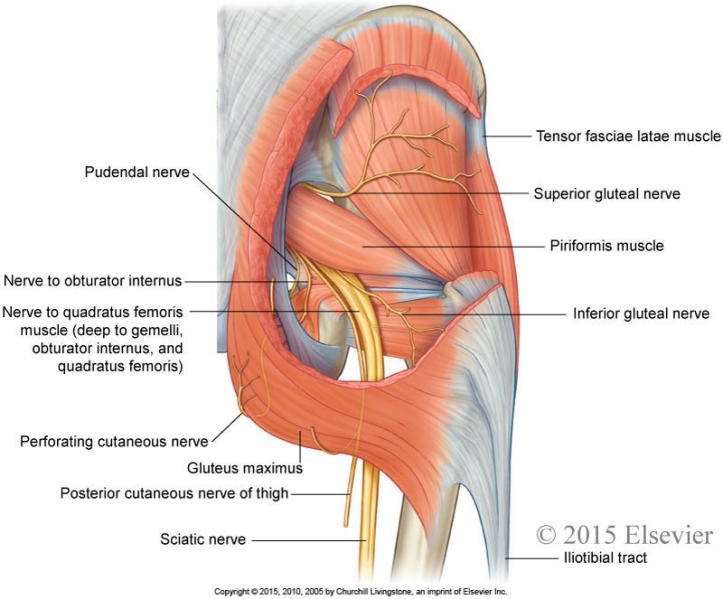 Tensor fasciae latae muscle
Pudendal nerve
Superior gluteal nerve
Piriformis muscle
Nerve to obturator internus
Nerve to quadratus femoris
muscle (deep to gemelli,
obturator internus, and
quadratus femoris)
Inferior gluteal nerve
Perforating cutaneous nerve
Gluteus maximus
Posterior cutaneous nerve of thigh
Sciatic nerve
© 2015 Elsevier
Iliotibial tract
Copyright © 2015, 2010, 2005 by Churchill Livingstone, an imprint of Elsevier Inc.